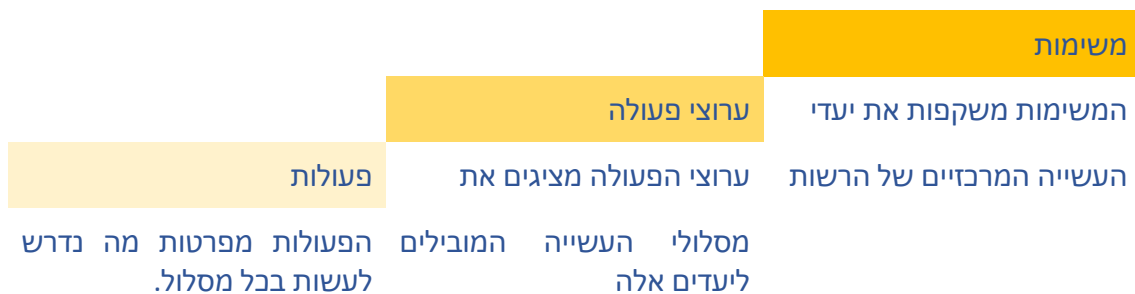 משימות
המשימות משקפות את יעדי
העשייה המרכזיים של הרשות
ערוצי פעולה
ערוצי הפעולה מציגים את
מסלולי העשייה המובילים
ליעדים אלה
פעולות
הפעולות מפרטות מה נדרש
לעשות בכל מסלול.